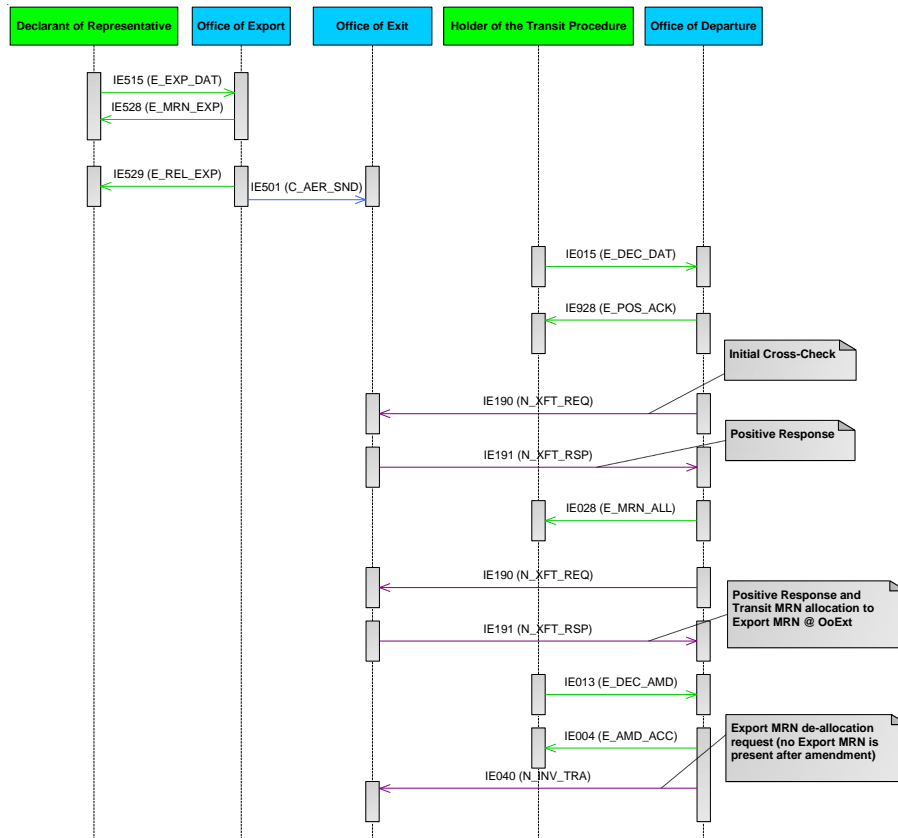 Declarant of Representative
Office of Export
Office of Exit
Holder of the Transit Procedure
Office of Departure
IE515 (E_EXP_DAT)
IE528 (E_MRN_EXP)
IE529 (E_REL_EXP)
IE501 (C_AER_SND)
IE015 (E_DEC_DAT)
IE928 (E_POS_ACK)
Initial Cross-Check
IE190 (N_XFT_REQ)
Positive Response
IE191 (N_XFT_RSP)
IE028 (E_MRN_ALL)
IE190 (N_XFT_REQ)
Positive Response and
Transit MRN allocation to
Export MRN @ OoExt
IE191 (N_XFT_RSP)
IE013 (E_DEC_AMD)
Export MRN de-allocation
request (no Export MRN is
present after amendment)
IE004 (E_AMD_ACC)
IE040 (N_INV_TRA)